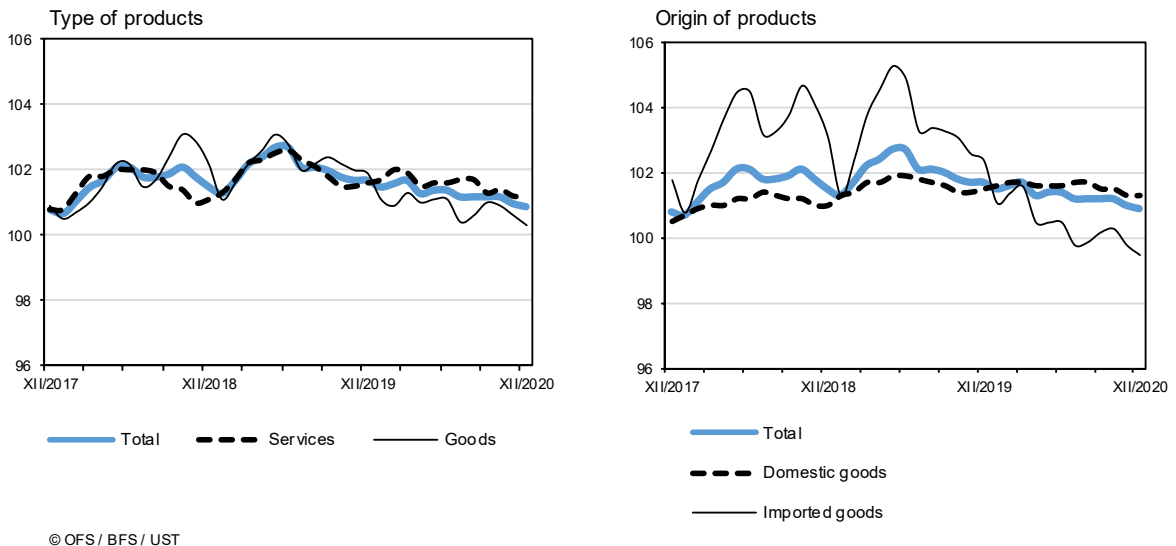 Type of products
106
104
102
100
98
96
XII/2017 XII/2018 XII/2019 XII/2020
Total Services Goods
Origin of products
106
104
102
100
98
96
XII/2017 XII/2018 XII/2019 XII/2020
Total
Domestic goods
Imported goods
© OFS / BFS / UST